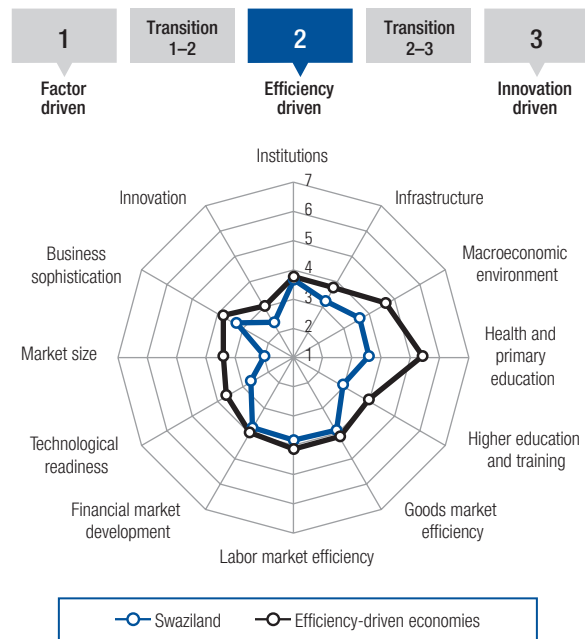 1
Transition
1–2
2
Transition
2–3
3
Factor
driven
Efficiency
driven
Innovation
driven
Institutions
Innovation
Infrastructure
Business
sophistication
Macroeconomic
environment
Market size
Health and
primary
education
Technological
readiness
Higher education
and training
Financial market
development
Goods market
efficiency
Labor market efficiency
7
6
5
4
3
2
1
Swaziland
Efficiency-driven economies